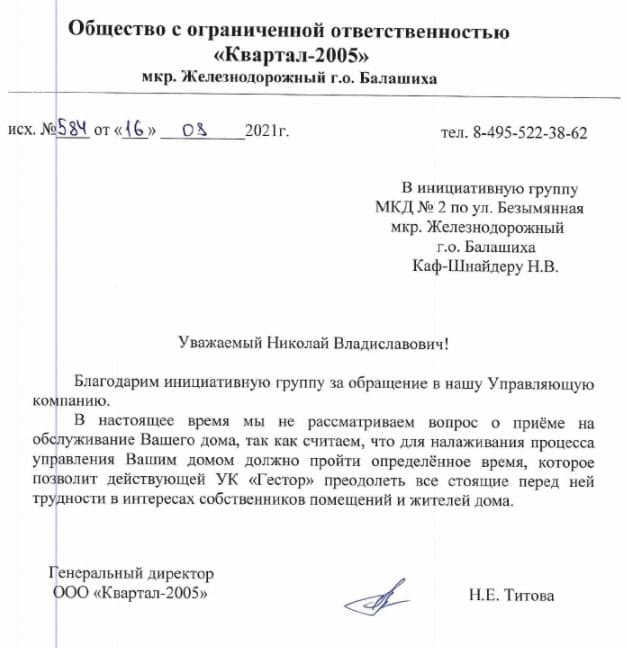 Общество с ограниченной ответственностью
«Квартал-2005»
мкр. Железнодорожный г.о. Балашиха
исх. №584 от «16» 08 2021г.
тел. 8-495-522-38-62
В инициативную группу
МКД № 2 по ул. Безымянная
мкр. Железнодорожный
г.о. Балашиха
Каф-Шнайдеру Н.В.
Уважаемый Николай Владиславович!
Благодарим инициативную группу за обращение в нашу Управляющую
компанию.
В настоящее время мы не рассматриваем вопрос о приёме на
обслуживание Вашего дома, так как считаем, что для налаживания процесса
управления Вашим домом должно пройти определённое время, которое
позволит действующей УК «Гестор» преодолеть все стоящие перед ней
трудности в интересах собственников помещений и жителей дома.
Генеральный директор
ООО «Квартал-2005»
Н.Е. Титова